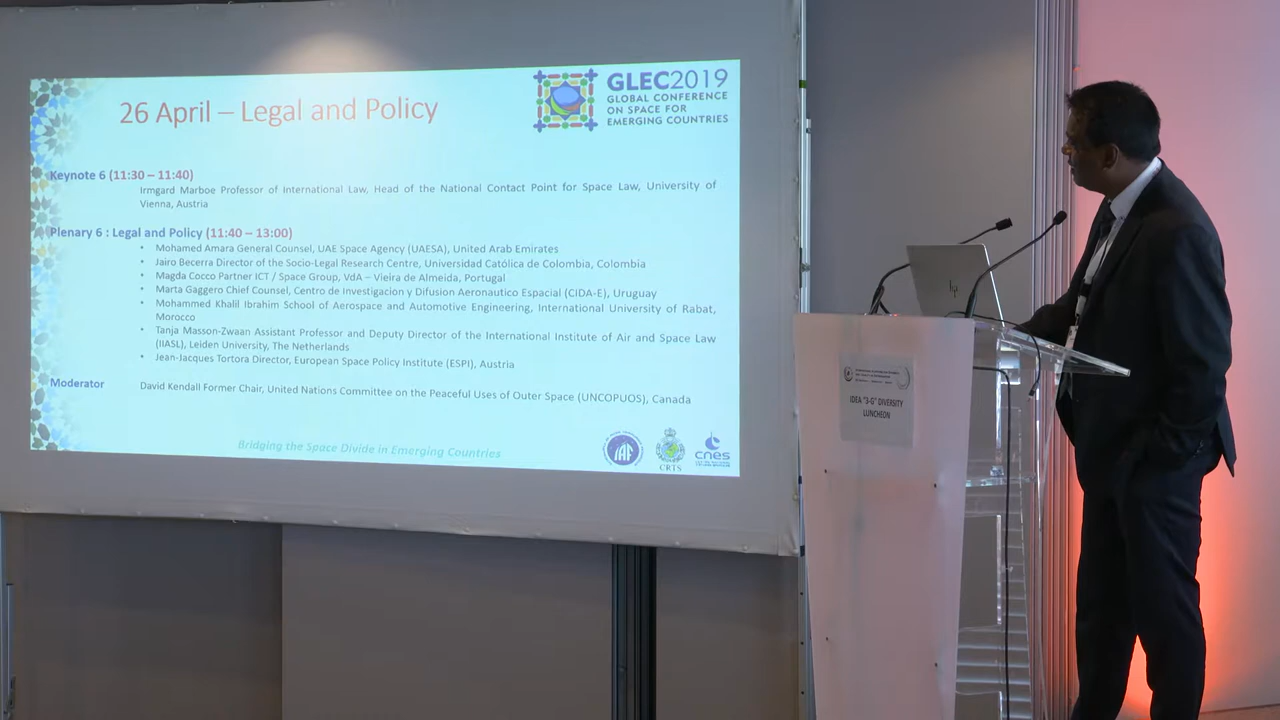 26 April – Legal and Policy
GLEC2019
GLOBAL CONFERENCE
ON SPACE FOR
EMERGING COUNTRIES
Keynote 6 (11:30 – 11:40)
Irmgard Marboe Professor of International Law, Head of the National Contact Point for Space Law, University of
Vienna, Austria
Plenary 6 : Legal and Policy (11:40 – 13:00)
• Mohamed Amara General Counsel, UAE Space Agency (UAESA), United Arab Emirates
• Jairo Becerra Director of the Socio-Legal Research Centre, Universidad Católica de Colombia, Colombia
• Magda Cocco Partner ICT / Space Group, VdA – Vieira de Almeida, Portugal
• Marta Gaggero Chief Counsel, Centro de Investigacion y Difusion Aeronautico Espacial (CIDA-E), Uruguay
• Mohammed Khalil Ibrahim School of Aerospace and Automotive Engineering, International University of Rabat,
Morocco
• Tanja Masson-Zwaan Assistant Professor and Deputy Director of the International Institute of Air and Space Law
(IIASL), Leiden University, The Netherlands
• Jean-Jacques Tortora Director, European Space Policy Institute (ESPI), Austria
Moderator
David Kendall Former Chair, United Nations Committee on the Peaceful Uses of Outer Space (UNCOPUOS), Canada
Bridging the Space Divide in Emerging Countries
IAF
CRTS
cnes
hp
IDEA "3-G" DIVERSITY
LUNCHEON